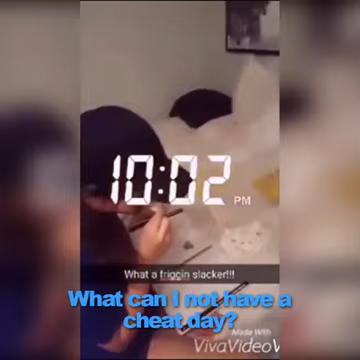 10:02 PM
What a friggin slacker!!!
What can I not have a
cheat day?
Made With
VivaVideo